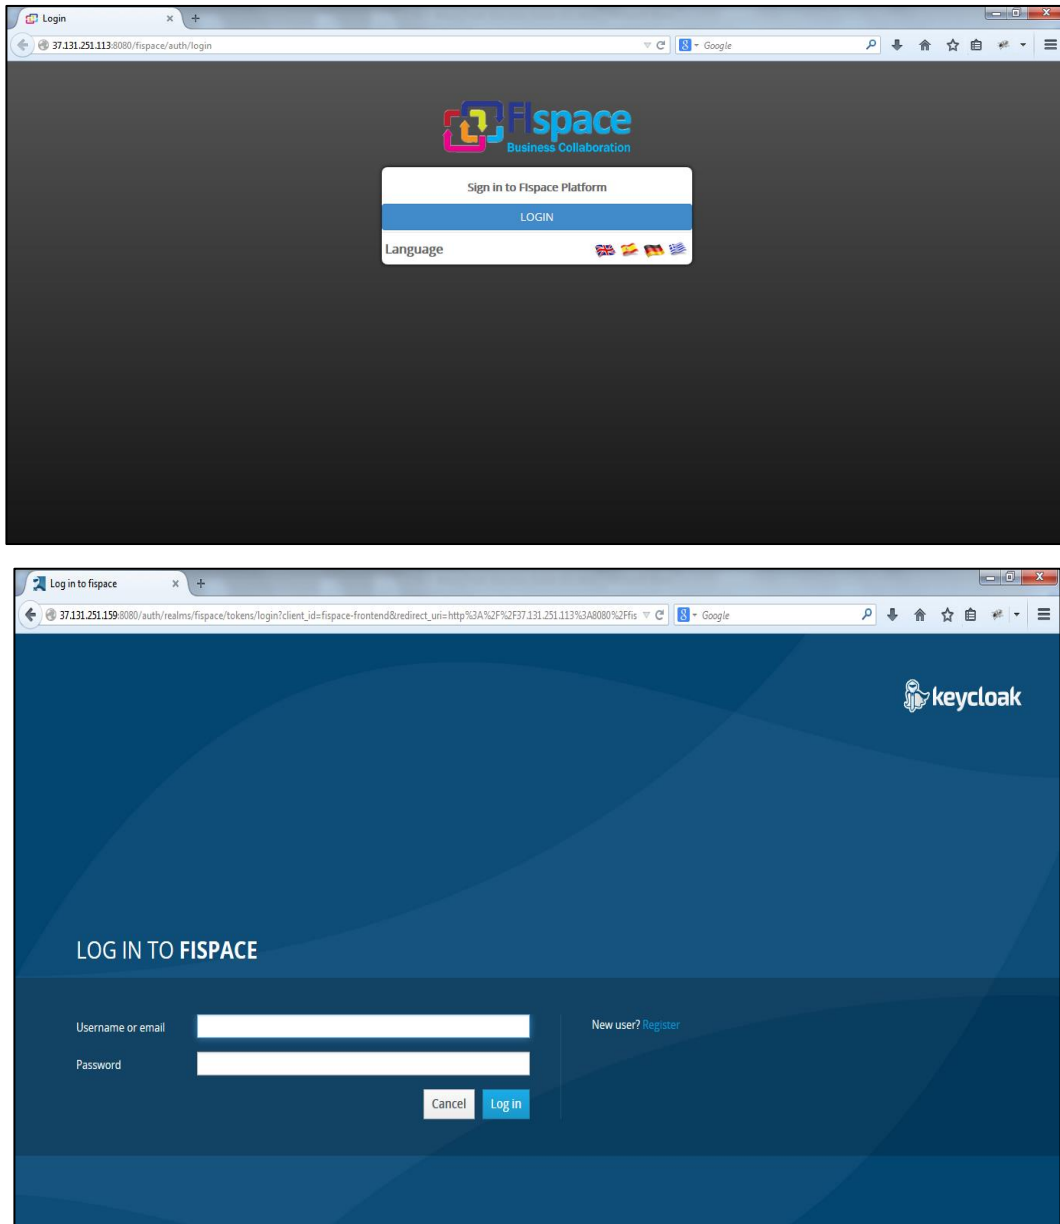 Login
37.131.251.113:8080/fispace/auth/login
Google
FIspace
Business Collaboration
Sign in to FIspace Platform
LOGIN
Language
Log in to fispace
37.131.251.159:8080/auth/realms/fispace/tokens/login?client_id=fispace-frontend&redirect_uri=http%3A%2F%2F37.131.251.113%3A8080%2Ffis
Google
keycloak
LOG IN TO FISPACE
Username or email
New user? Register
Password
Cancel
Log in